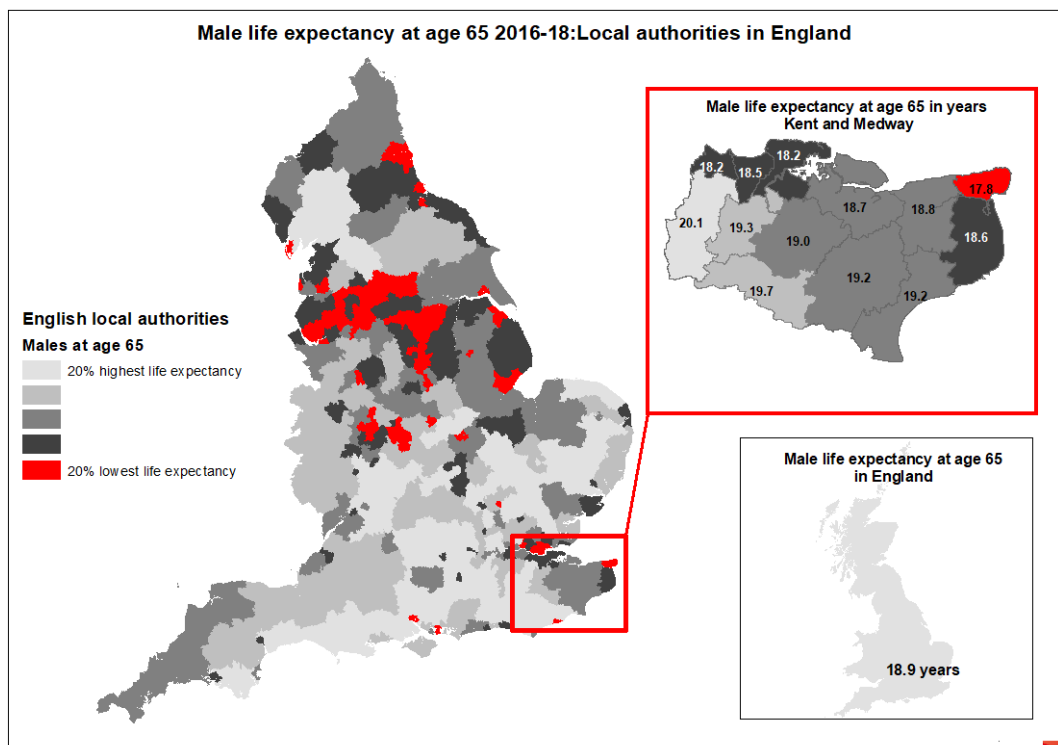 Male life expectancy at age 65 2016-18:Local authorities in England
English local authorities
Males at age 65
20% highest life expectancy
20% lowest life expectancy
Male life expectancy at age 65 in years
Kent and Medway
18.2
18.2
18.5
17.8
20.1
19.3
18.7
18.8
18.6
19.0
19.7
19.2
19.2
Male life expectancy at age 65
in England
18.9 years